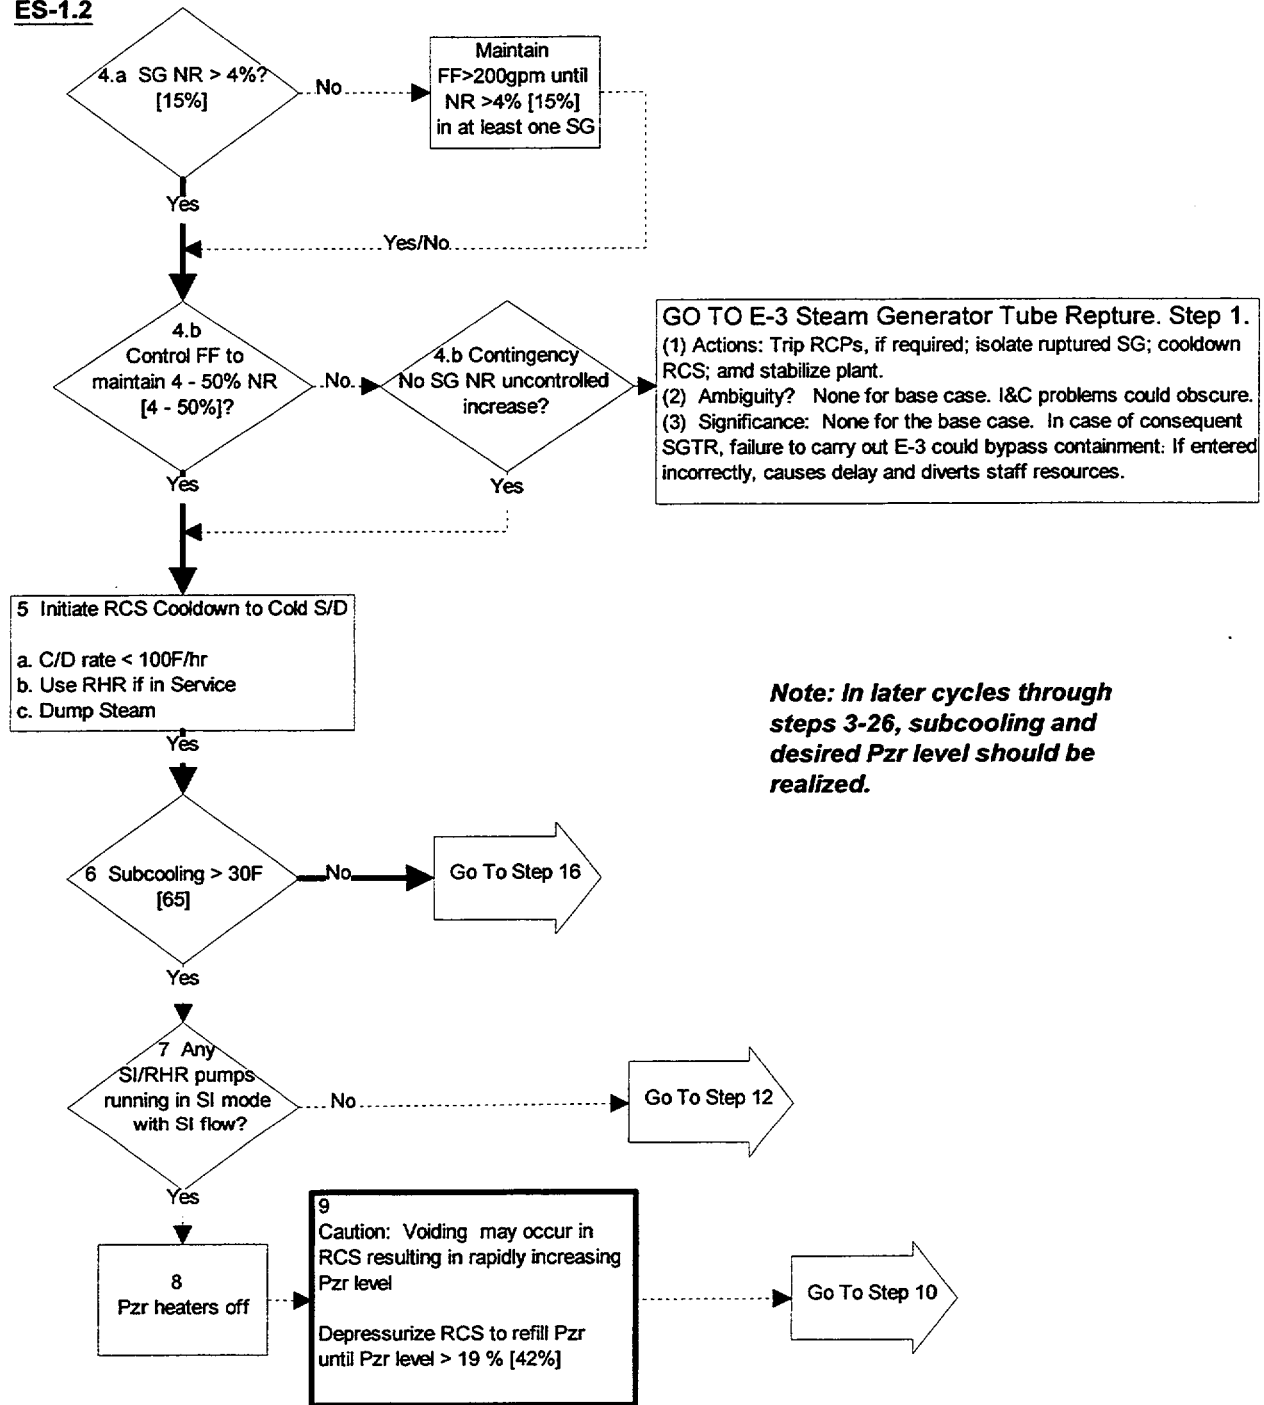 ES-1.2
4.a SG NR > 4%?
[15%]
No
Maintain
FF>200gpm until
NR >4% [15%]
in at least one SG
Yes
Yes/No
4.b
Control FF to
maintain 4 - 50% NR
[4 - 50%]?
No
4.b Contingency
No SG NR uncontrolled
increase?
GO TO E-3 Steam Generator Tube Repture. Step 1.
(1) Actions: Trip RCPs, if required; isolate ruptured SG; cooldown
RCS; amd stabilize plant.
(2) Ambiguity? None for base case. I&C problems could obscure.
(3) Significance: None for the base case. In case of consequent
SGTR, failure to carry out E-3 could bypass containment: If entered
incorrectly, causes delay and diverts staff resources.
Yes
Yes
5 Initiate RCS Cooldown to Cold S/D
a. C/D rate < 100F/hr
b. Use RHR if in Service
c. Dump Steam
Yes
Note: In later cycles through
steps 3-26, subcooling and
desired Pzr level should be
realized.
6 Subcooling > 30F
[65]
No
Go To Step 16
Yes
7 Any
SI/RHR pumps
running in SI mode
with SI flow?
No
Go To Step 12
Yes
8
Pzr heaters off
9
Caution: Voiding may occur in
RCS resulting in rapidly increasing
Pzr level
Depressurize RCS to refill Pzr
until Pzr level > 19 % [42%]
Go To Step 10